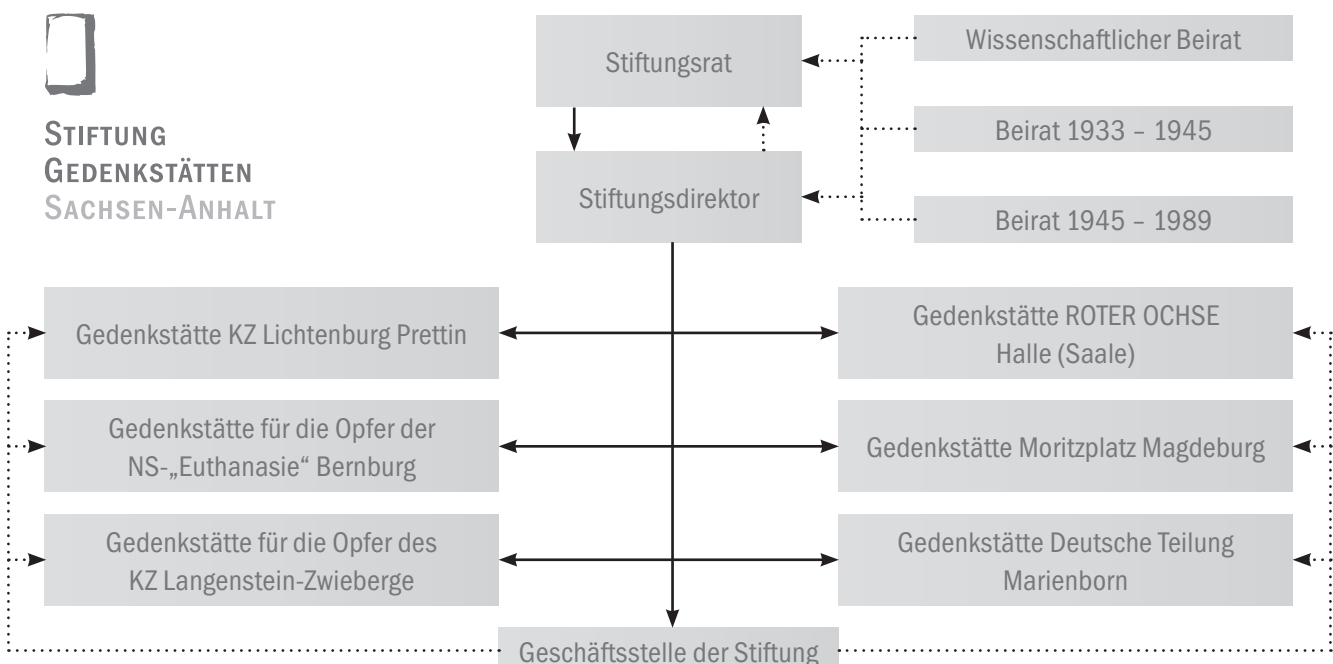 STIFTUNG
GEDENKSTÄTTEN
SACHSEN-ANHALT
Stiftungsrat
Stiftungsdirektor
Wissenschaftlicher Beirat
Beirat 1933 – 1945
Beirat 1945 – 1989
Gedenkstätte KZ Lichtenburg Prettin
Gedenkstätte ROTER OCHSE
Halle (Saale)
Gedenkstätte für die Opfer der
NS-„Euthanasie“ Bernburg
Gedenkstätte Moritzplatz Magdeburg
Gedenkstätte für die Opfer des
KZ Langenstein-Zwieberge
Gedenkstätte Deutsche Teilung
Marienborn
Geschäftsstelle der Stiftung